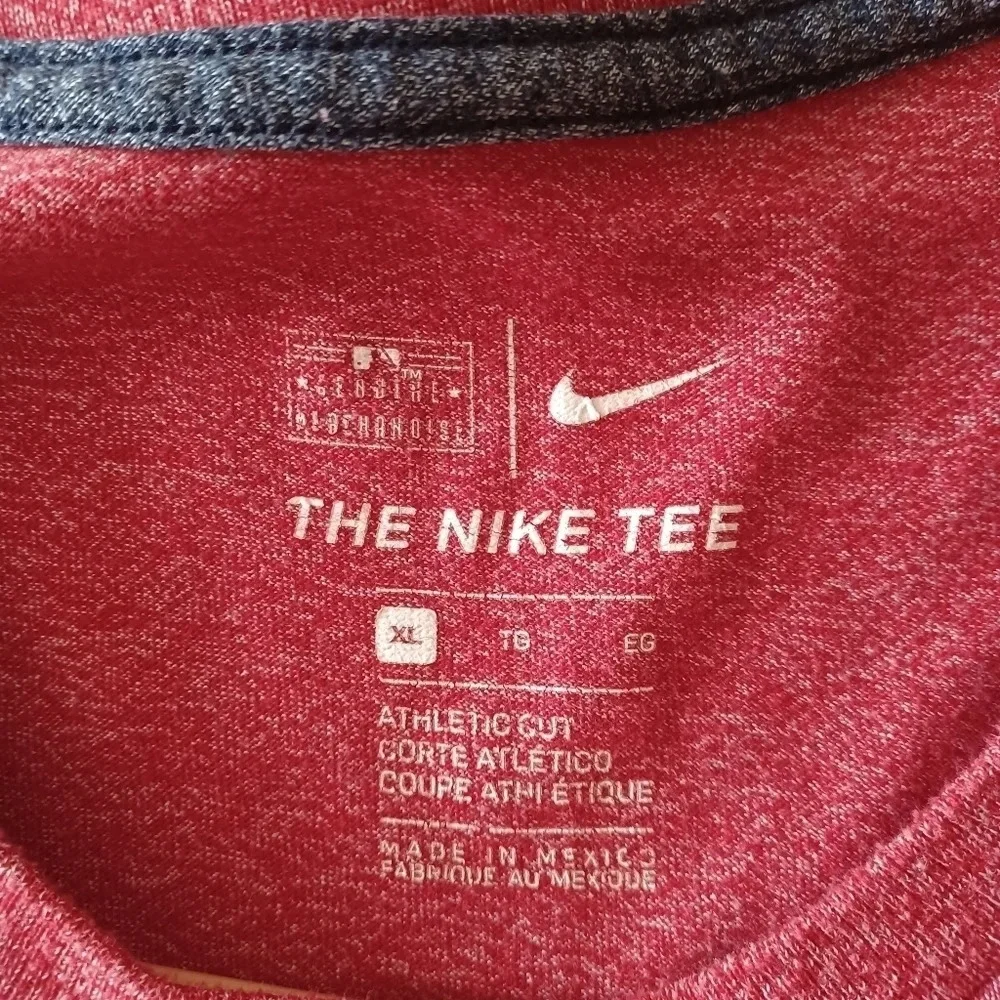 TM
GENUINE
MERCHANDISE
THE NIKE TEE
XL TG EG
ATHLETIC CUT
CORTE ATLÉTICO
COUPE ATHLÉTIQUE
MADE IN MEXICO
FABRIQUÉ AU MEXIQUE